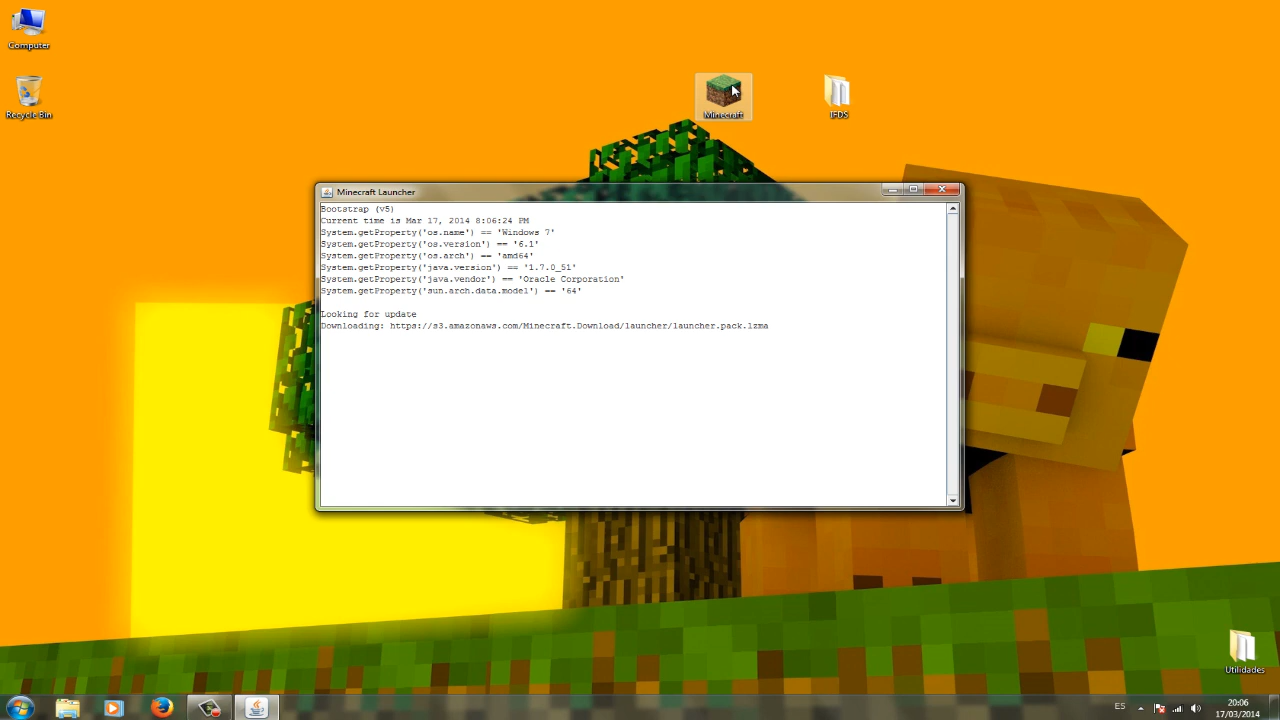 Computer
Recycle Bin
Minecraft
IFDS
Minecraft Launcher
Bootstrap (v5)
Current time is Mar 17, 2014 8:06:24 PM
System.getProperty('os.name') == 'Windows 7'
System.getProperty('os.version') == '6.1'
System.getProperty('os.arch') == 'amd64'
System.getProperty('java.version') == '1.7.0_51'
System.getProperty('java.vendor') == 'Oracle Corporation'
System.getProperty('sun.arch.data.model') == '64'
Looking for update
Downloading: https://s3.amazonaws.com/Minecraft.Download/launcher/launcher.pack.lzma
Utilidades
ES
20:06
17/03/2014